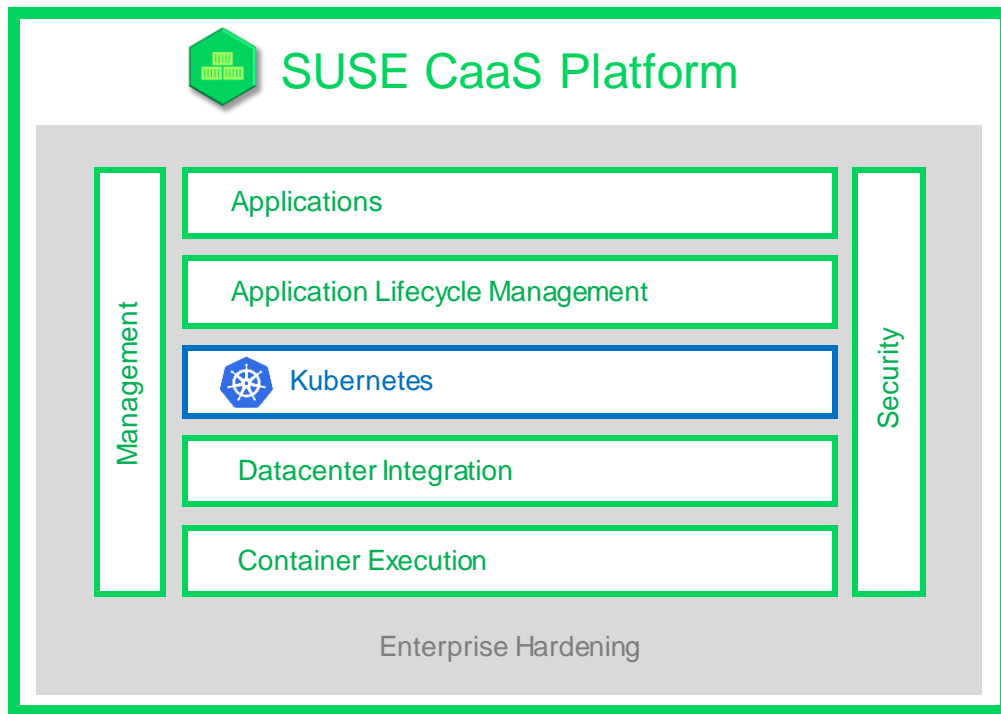 SUSE CaaS Platform
Management
Applications
Application Lifecycle Management
Kubernetes
Datacenter Integration
Container Execution
Security
Enterprise Hardening